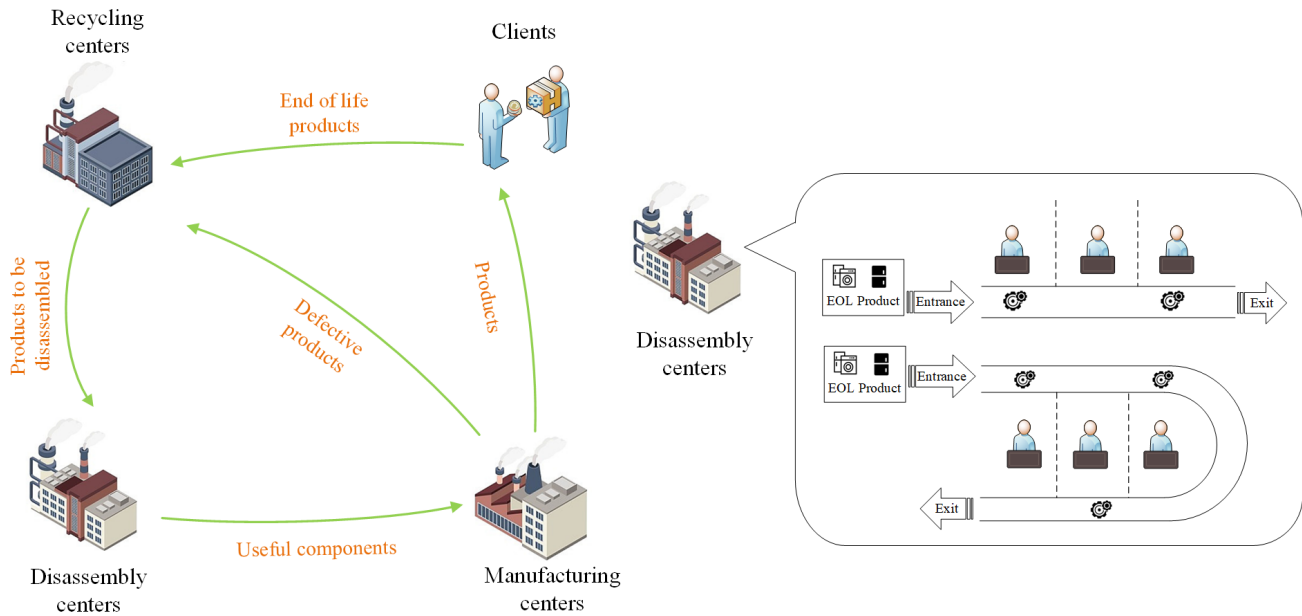 Recycling
centers
Clients
End of life
products
Products to be
disassembled
Defective
products
Products
Useful components
Disassembly
centers
Manufacturing
centers
Disassembly
centers
EOL Product
Entrance
Exit
EOL Product
Entrance
Exit